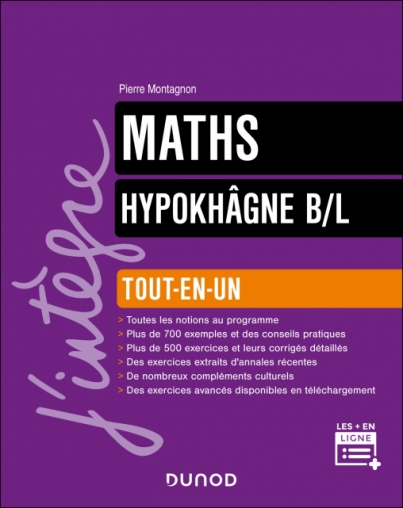 Pierre Montagnon
MATHS
HYPOKHÂGNE B/L
j'intègre
TOUT-EN-UN
> Toutes les notions au programme
> Plus de 700 exemples et des conseils pratiques
> Plus de 500 exercices et leurs corrigés détaillés
> Des exercices extraits d'annales récentes
> De nombreux compléments culturels
> Des exercices avancés disponibles en téléchargement
LES + EN
LIGNE
DUNOD